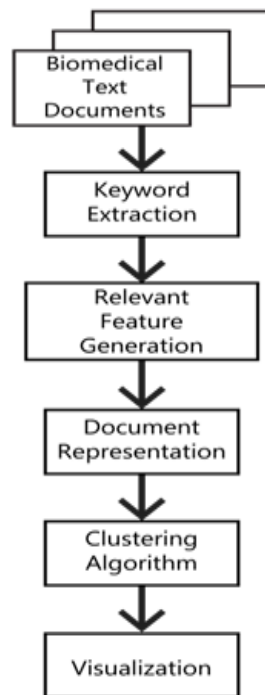 Biomedical
Text
Documents
Keyword
Extraction
Relevant
Feature
Generation
Document
Representation
Clustering
Algorithm
Visualization